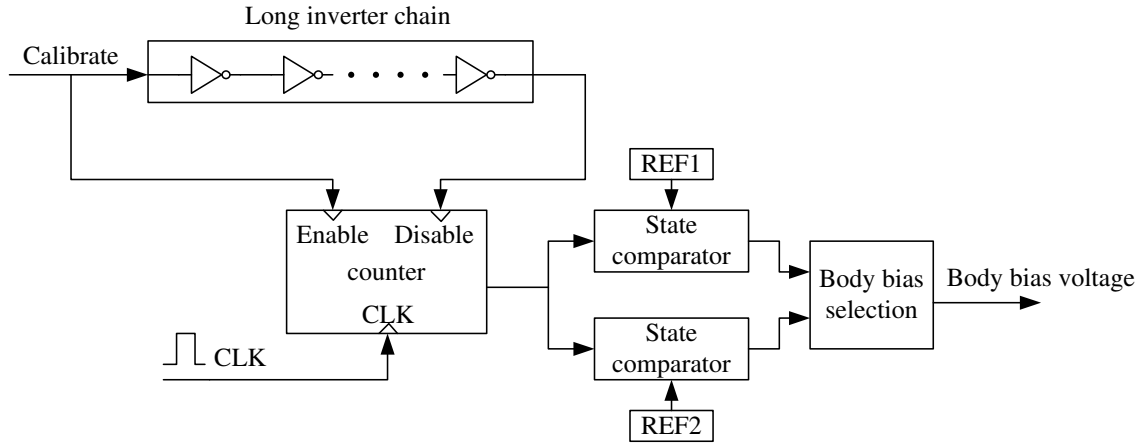 Long inverter chain
Calibrate
REF1
Enable Disable
counter
CLK
State
comparator
Body bias
selection
Body bias voltage
CLK
State
comparator
REF2